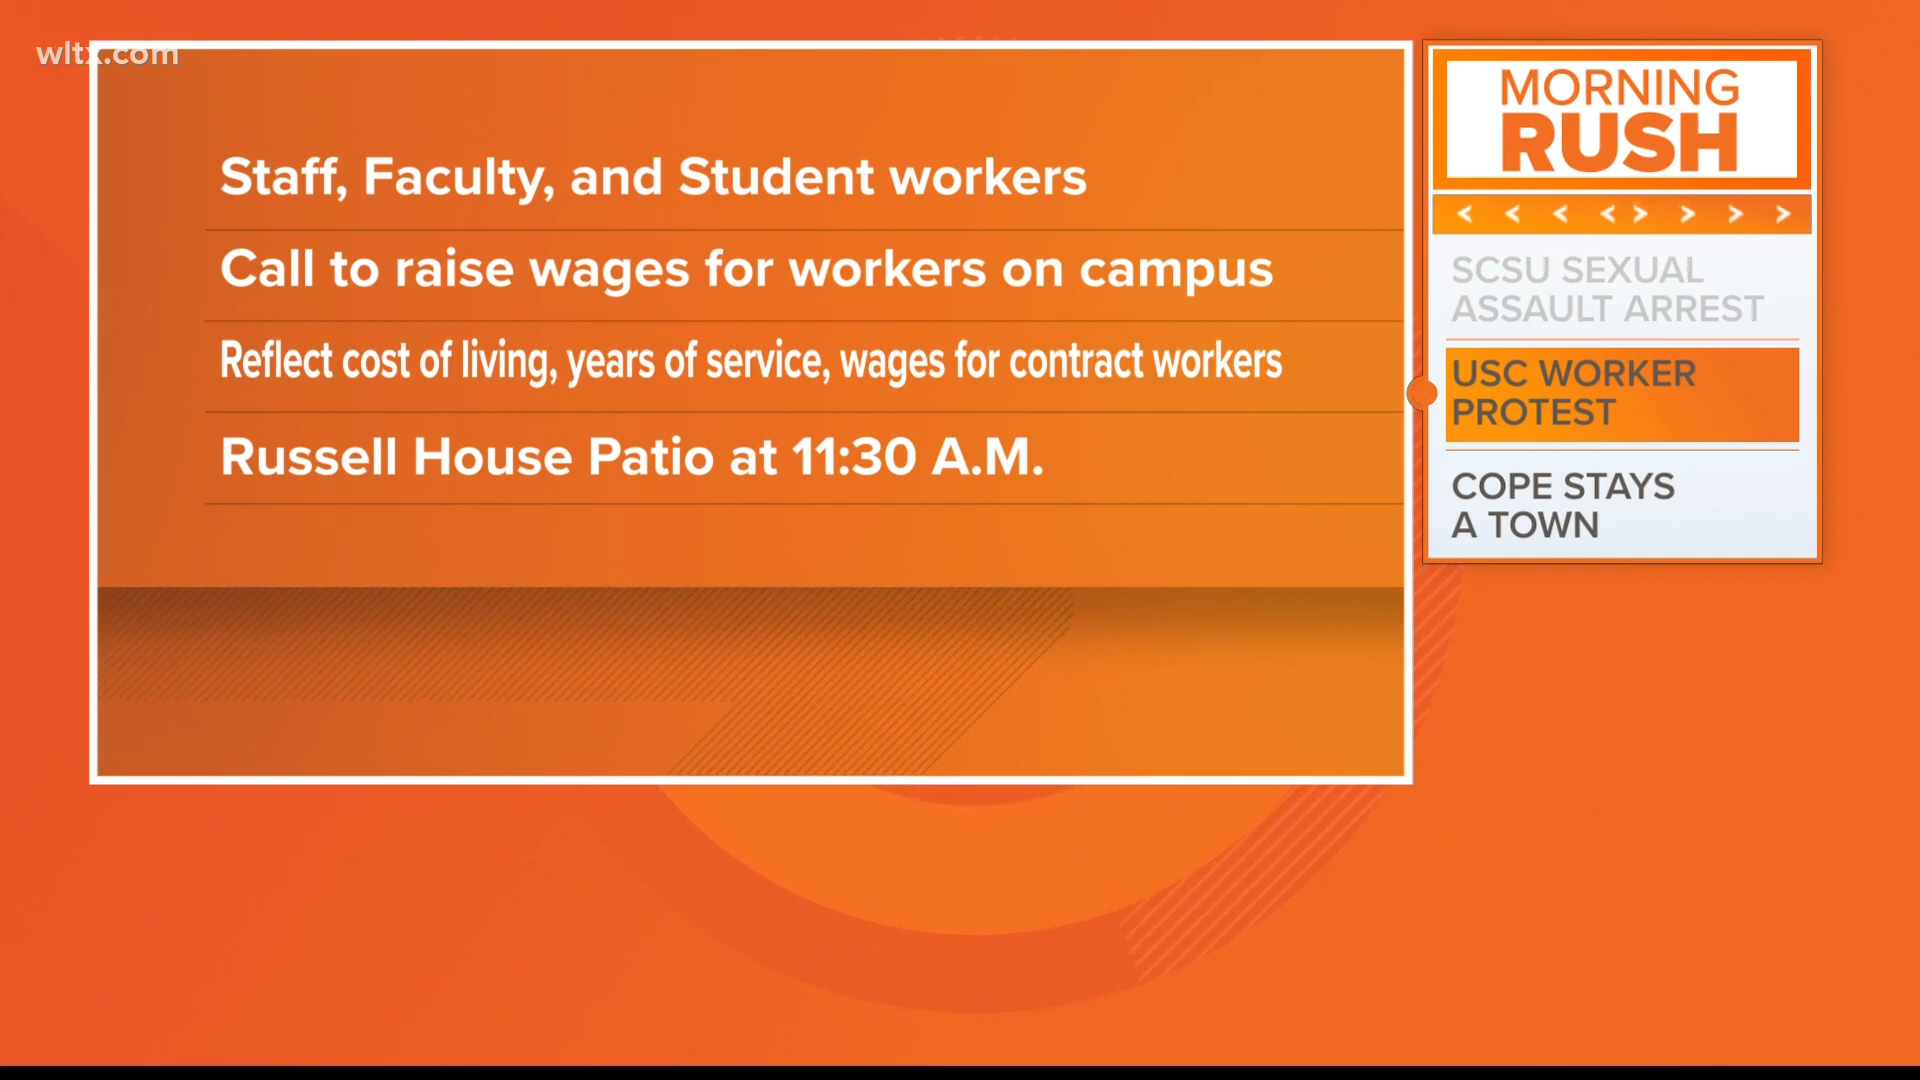 wltx.com
Staff, Faculty, and Student workers
Call to raise wages for workers on campus
Reflect cost of living, years of service, wages for contract workers
Russell House Patio at 11:30 A.M.
MORNING
RUSH
SCSU SEXUAL
ASSAULT ARREST
USC WORKER
PROTEST
COPE STAYS
A TOWN